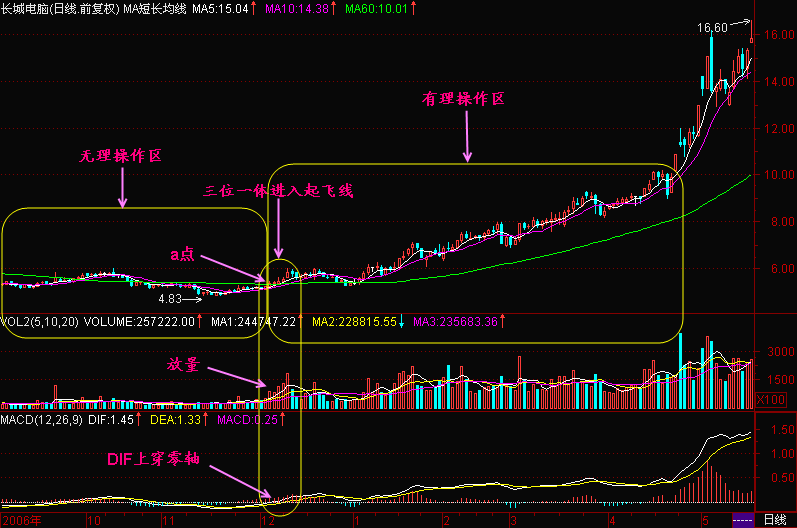 长城电脑(日线.前复权) MA短长均线 MA5:15.04↑ MA10:14.38↑ MA60:10.01↑
16.60
16.00
有理操作区
14.00
12.00
无理操作区
10.00
三位一体进入起飞线
8.00
a点
6.00
4.83
VOL2(5,10,20) VOLUME:257222.00↑ MA1:244747.22↑ MA2:228815.55↓ MA3:235683.36↑
3000
放量
1500
X100
MACD(12,26,9) DIF:1.45↑ DEA:1.33↑ MACD:0.25↑
1.50
1.00
DIF上穿零轴
0.50
2006年 10 11 12 1 2 3 4 5 日线